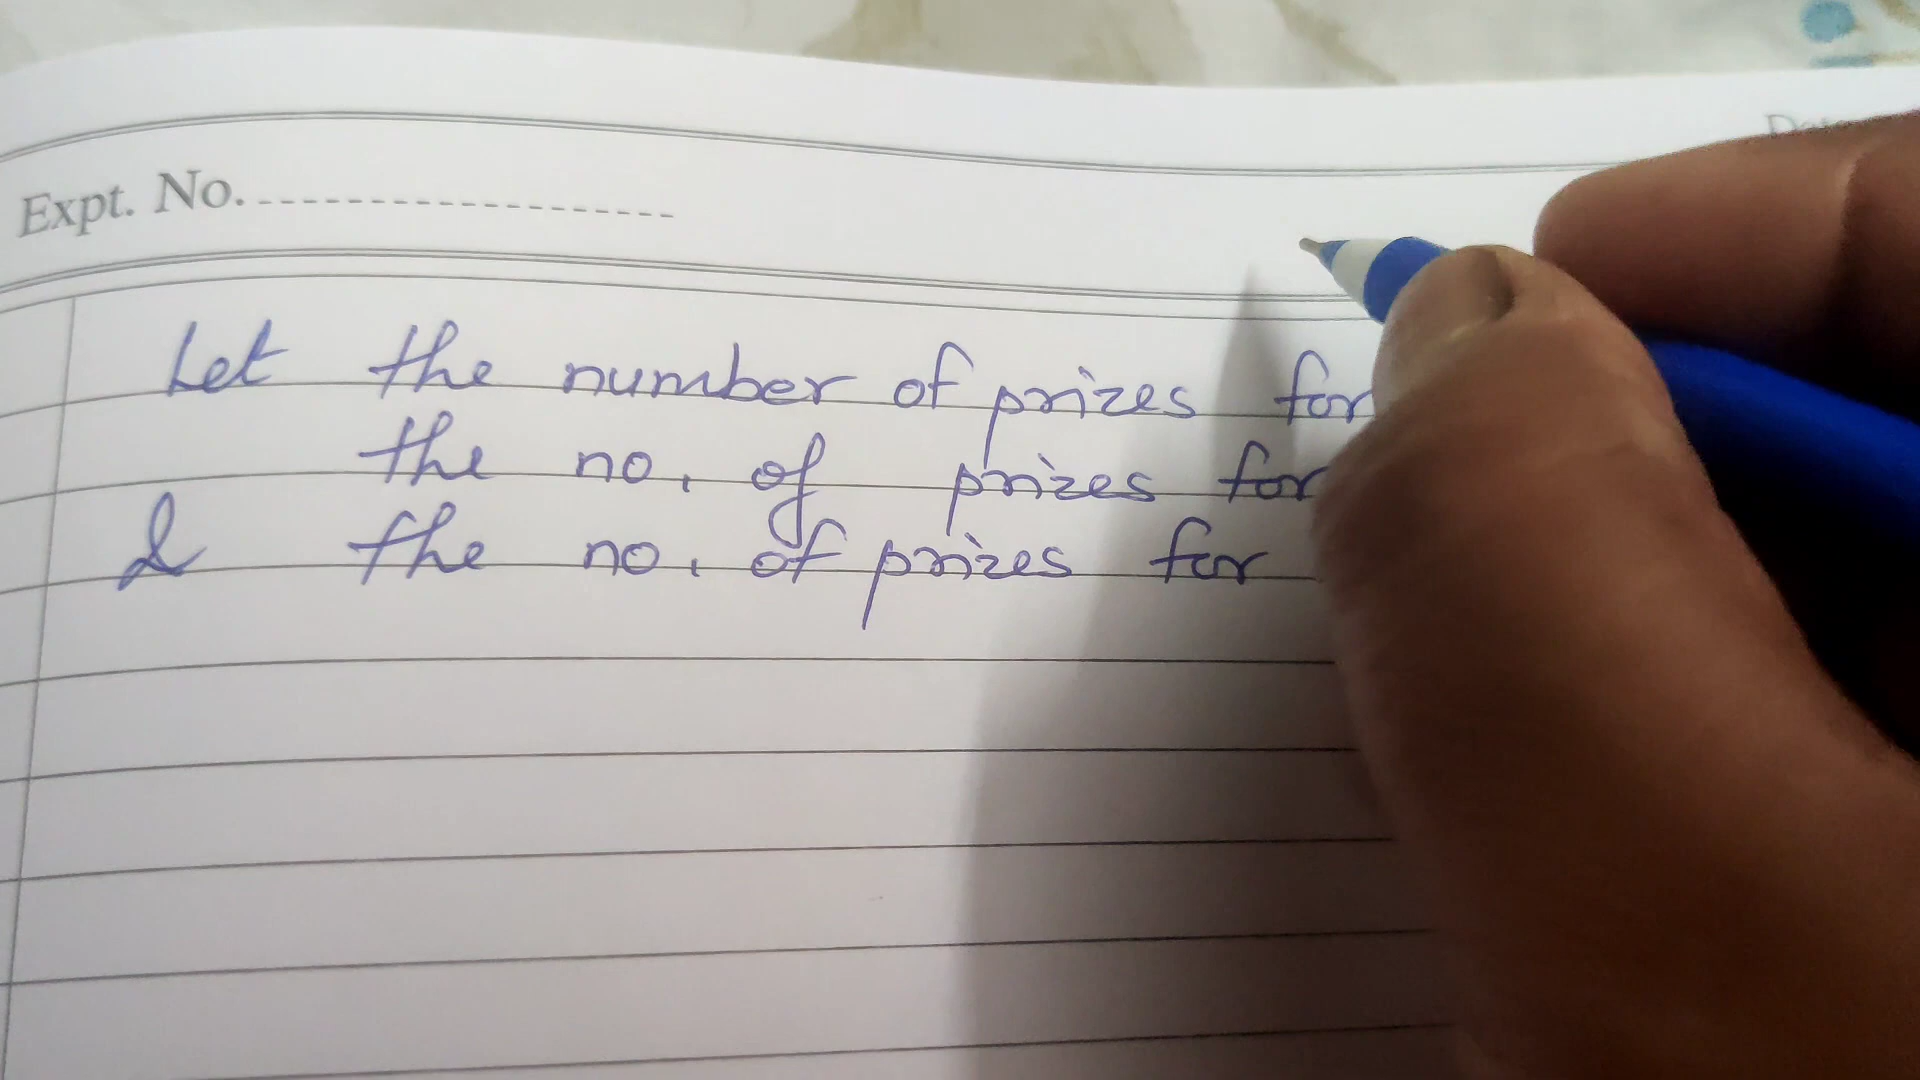 Expt. No.
Let the number of prizes for
the no. of prizes for
& the no. of prizes for